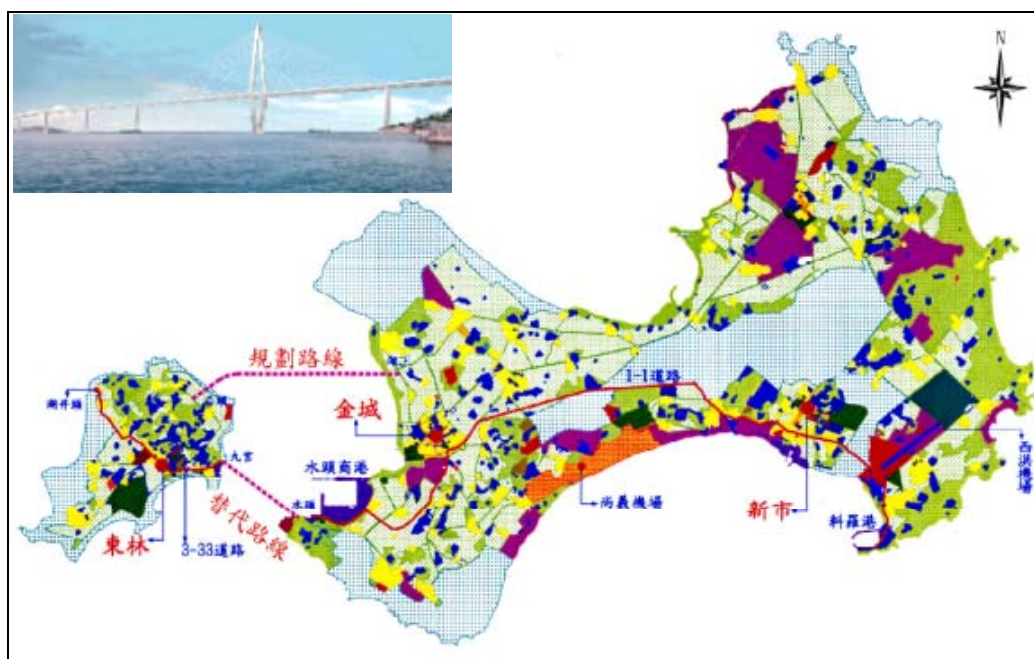 N
規劃路線
1-1道路
湖井頭
金城
九宮
水頭商港
水頭
替代路線
尚義機場
新市
西洪機場
料羅港
東林
3-33道路